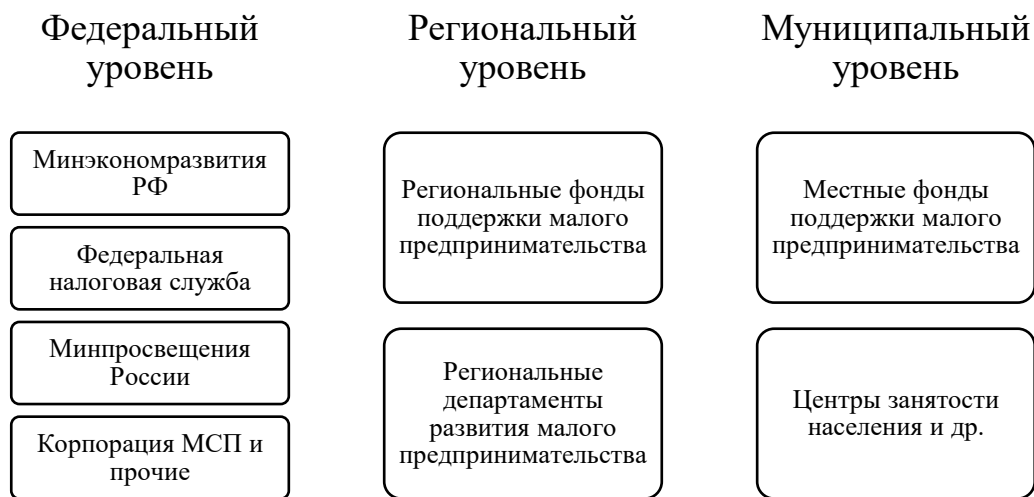 Федеральный
уровень
Минэкономразвития
РФ
Федеральная
налоговая служба
Минпросвещения
России
Корпорация МСП и
прочие
Региональный
уровень
Региональные фонды
поддержки малого
предпринимательства
Региональные
департаменты
развития малого
предпринимательства
Муниципальный
уровень
Местные фонды
поддержки малого
предпринимательства
Центры занятости
населения и др.